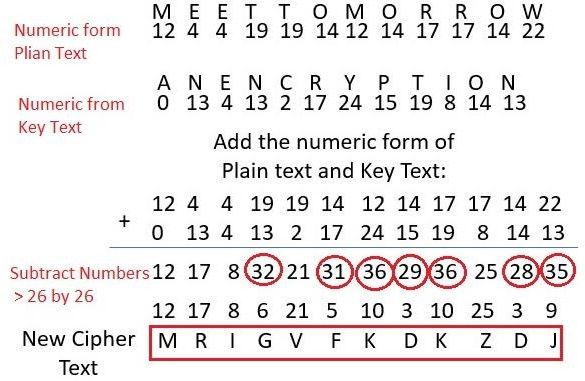 M E E T T O M O R R O W
Numeric form 12 4 4 19 19 14 12 14 17 17 14 22
Plian Text
A N E N C R Y P T I O N
Numeric from 0 13 4 13 2 17 24 15 19 8 14 13
Key Text
Add the numeric form of
Plain text and Key Text:
12 4 4 19 19 14 12 14 17 17 14 22
+ 0 13 4 13 2 17 24 15 19 8 14 13
Subtract Numbers 12 17 8 32 21 31 36 29 36 25 28 35
> 26 by 26
12 17 8 6 21 5 10 3 10 25 3 9
New Cipher M R I G V F K D K Z D J
Text